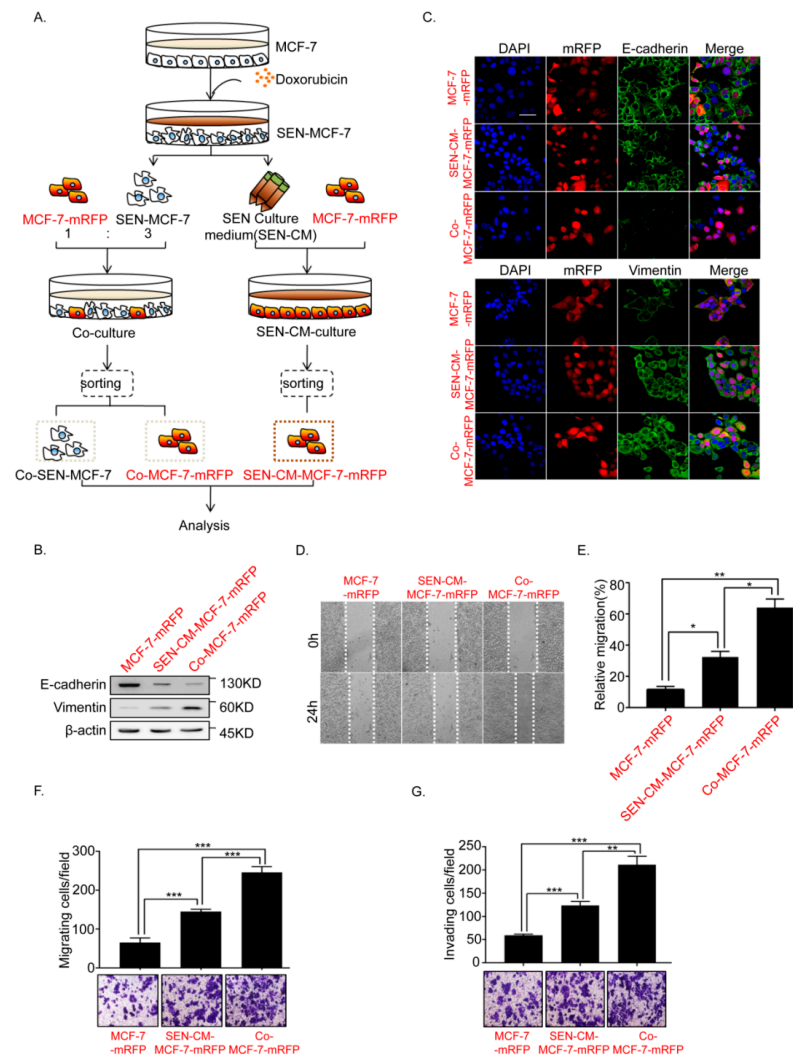 A.
MCF-7
Doxorubicin
SEN-MCF-7
MCF-7-mRFP
SEN-MCF-7
1 : 3
SEN Culture
medium(SEN-CM)
MCF-7-mRFP
Co-culture
SEN-CM-culture
sorting
sorting
Co-SEN-MCF-7
Co-MCF-7-mRFP
SEN-CM-MCF-7-mRFP
Analysis
C.
DAPI mRFP E-cadherin Merge
MCF-7
-mRFP
SEN-CM-
MCF-7-mRFP
Co-
MCF-7-mRFP
DAPI mRFP Vimentin Merge
MCF-7
-mRFP
SEN-CM-
MCF-7-mRFP
Co-
MCF-7-mRFP
B.
MCF-7-mRFP
SEN-CM-MCF-7-mRFP
Co-MCF-7-mRFP
E-cadherin 130KD
Vimentin 60KD
β-actin 45KD
D.
MCF-7
-mRFP
SEN-CM-
MCF-7-mRFP
Co-
MCF-7-mRFP
0h
24h
E.
Relative migration(%)
80
60
40
20
0
**
*
*
MCF-7-mRFP
SEN-CM-MCF-7-mRFP
Co-MCF-7-mRFP
F.
Migrating cells/field
300
200
100
0
***
***
***
MCF-7
-mRFP
SEN-CM-
MCF-7-mRFP
Co-
MCF-7-mRFP
G.
Invading cells/field
250
200
150
100
50
0
***
**
***
MCF-7
-mRFP
SEN-CM-
MCF-7-mRFP
Co-
MCF-7-mRFP